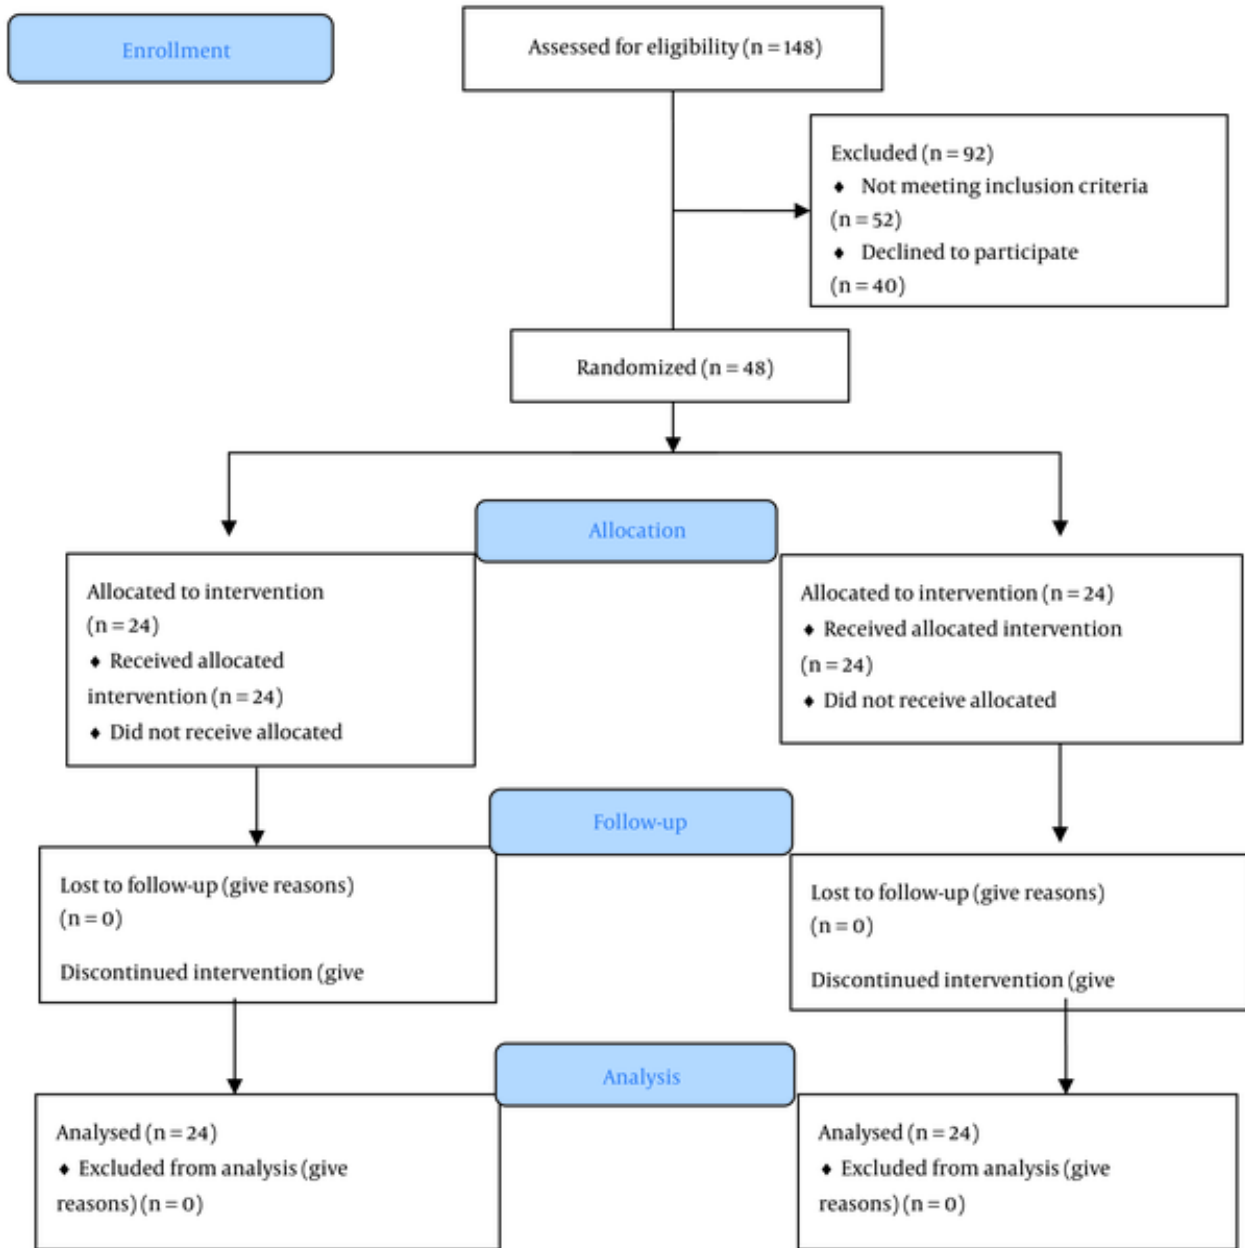 Enrollment
Assessed for eligibility (n = 148)
Excluded (n = 92)
♦ Not meeting inclusion criteria
(n = 52)
♦ Declined to participate
(n = 40)
Randomized (n = 48)
Allocation
Allocated to intervention
(n = 24)
♦ Received allocated
intervention (n = 24)
♦ Did not receive allocated
Allocated to intervention (n = 24)
♦ Received allocated intervention
(n = 24)
♦ Did not receive allocated
Follow-up
Lost to follow-up (give reasons)
(n = 0)
Discontinued intervention (give
Lost to follow-up (give reasons)
(n = 0)
Discontinued intervention (give
Analysis
Analysed (n = 24)
♦ Excluded from analysis (give
reasons) (n = 0)
Analysed (n = 24)
♦ Excluded from analysis (give
reasons) (n = 0)